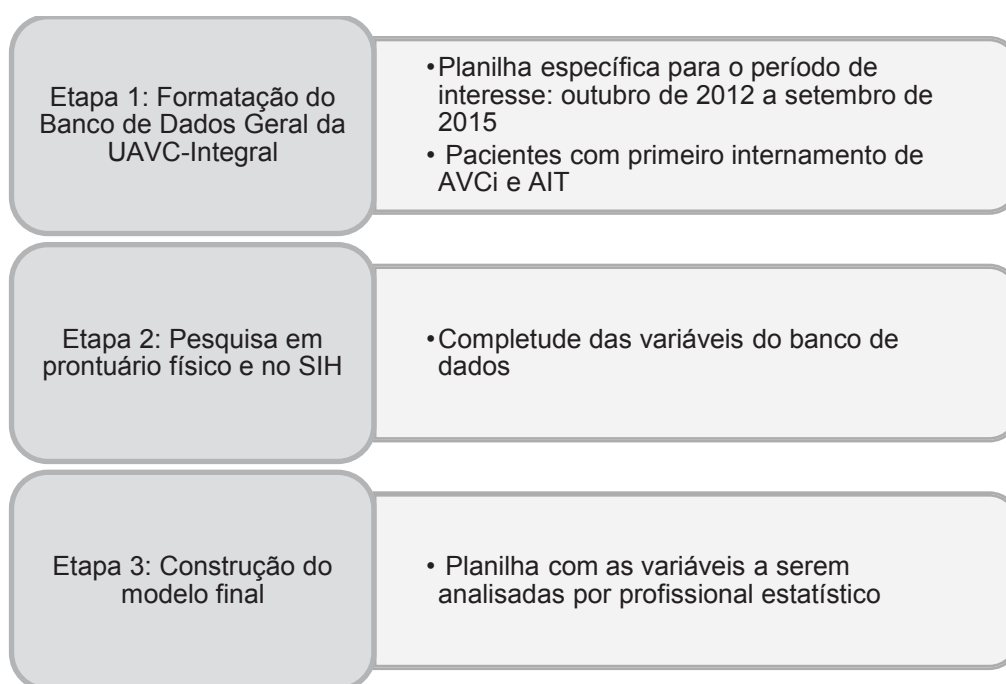 Etapa 1: Formatação do
Banco de Dados Geral da
UAVC-Integral
•Planilha específica para o período de
interesse: outubro de 2012 a setembro de
2015
• Pacientes com primeiro internamento de
AVCi e AIT
Etapa 2: Pesquisa em
prontuário físico e no SIH
•Completude das variáveis do banco de
dados
Etapa 3: Construção do
modelo final
• Planilha com as variáveis a serem
analisadas por profissional estatístico